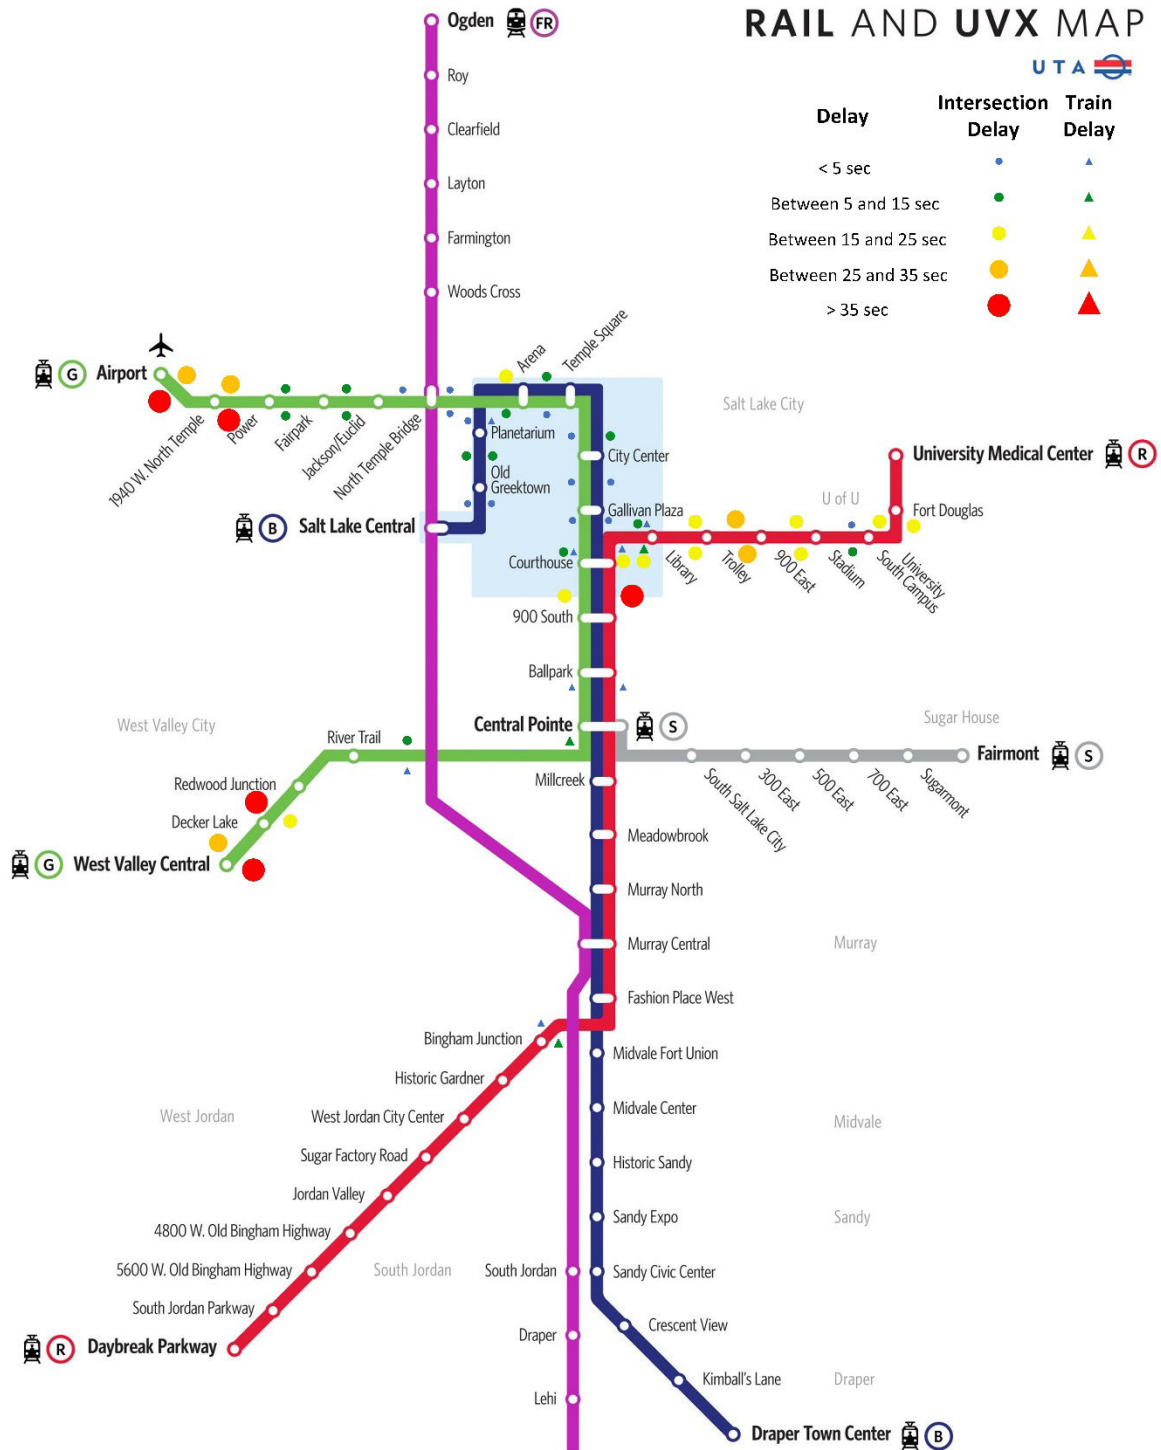 RAIL AND UVX MAP
UTA
Delay
Intersection
Delay
Train
Delay
< 5 sec
Between 5 and 15 sec
Between 15 and 25 sec
Between 25 and 35 sec
> 35 sec
Ogden
FR
Roy
Clearfield
Layton
Farmington
Woods Cross
Arena
Temple Square
G
Airport
1940 W. North Temple
Power
Fairpark
Jackson/Euclid
North Temple Bridge
Planetarium
Old
Greektown
B
Salt Lake Central
Salt Lake City
City Center
Gallivan Plaza
Courthouse
900 South
Ballpark
Central Pointe
S
University Medical Center
R
U of U
Fort Douglas
Library
Trolley
900 East
Stadium
South Campus
University
West Valley City
River Trail
Redwood Junction
Decker Lake
G
West Valley Central
Sugar House
Fairmont
S
South Salt Lake City
300 East
500 East
700 East
Sugarmont
Millcreek
Meadowbrook
Murray North
Murray Central
Murray
Fashion Place West
Bingham Junction
Midvale Fort Union
Historic Gardner
West Jordan
West Jordan City Center
Midvale Center
Midvale
Sugar Factory Road
Historic Sandy
Jordan Valley
Sandy Expo
Sandy
4800 W. Old Bingham Highway
5600 W. Old Bingham Highway
South Jordan
South Jordan
Sandy Civic Center
South Jordan Parkway
Crescent View
R
Daybreak Parkway
Draper
Kimball's Lane
Draper
Lehi
Draper Town Center
B